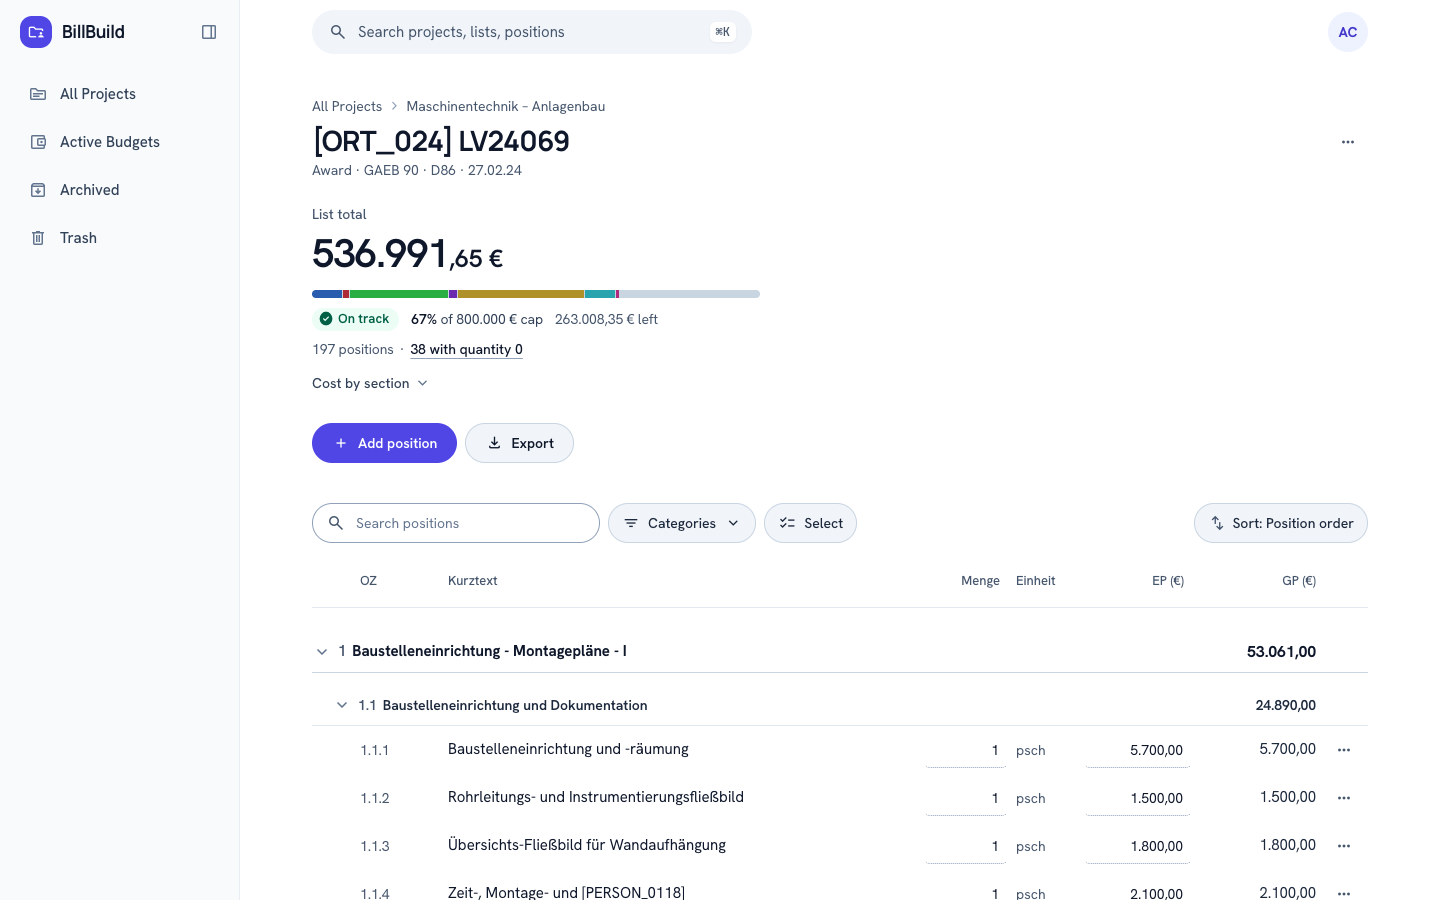 BillBuild
Search projects, lists, positions
⌘K
AC
All Projects
Active Budgets
Archived
Trash
All Projects > Maschinentechnik – Anlagenbau
[ORT_024] LV24069
Award · GAEB 90 · D86 · 27.02.24
List total
536.991,65 €
On track 67% of 800.000 € cap 263.008,35 € left
197 positions · 38 with quantity 0
Cost by section
+ Add position
Export
Search positions
Categories
Select
Sort: Position order
OZ Kurztext Menge Einheit EP (€) GP (€)
1 Baustelleneinrichtung - Montagepläne - I 53.061,00
1.1 Baustelleneinrichtung und Dokumentation 24.890,00
1.1.1 Baustelleneinrichtung und -räumung 1 psch 5.700,00 5.700,00
1.1.2 Rohrleitungs- und Instrumentierungsfließbild 1 psch 1.500,00 1.500,00
1.1.3 Übersichts-Fließbild für Wandaufhängung 1 psch 1.800,00 1.800,00
1.1.4 Zeit-, Montage- und [PERSON_0118] 1 psch 2.100,00 2.100,00